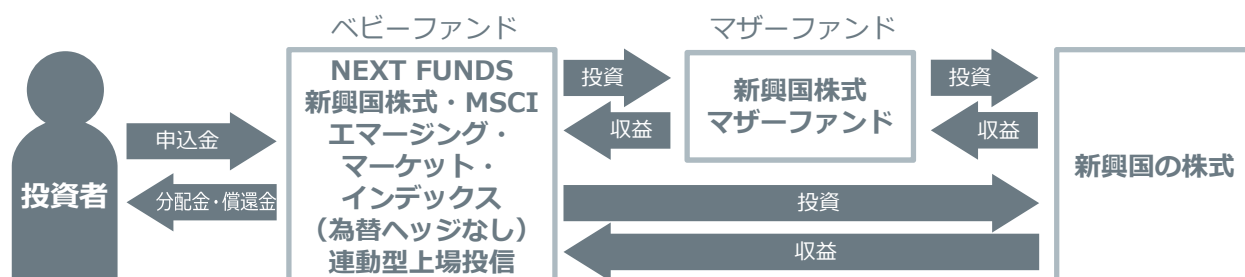 ベビーファンド
マザーファンド
NEXT FUNDS
新興国株式・MSCI
エマージング・
マーケット・
インデックス
（為替ヘッジなし）
連動型上場投信
投資
収益
新興国株式
マザーファンド
投資
収益
新興国の株式
申込金
投資者
分配金・償還金
投資
収益